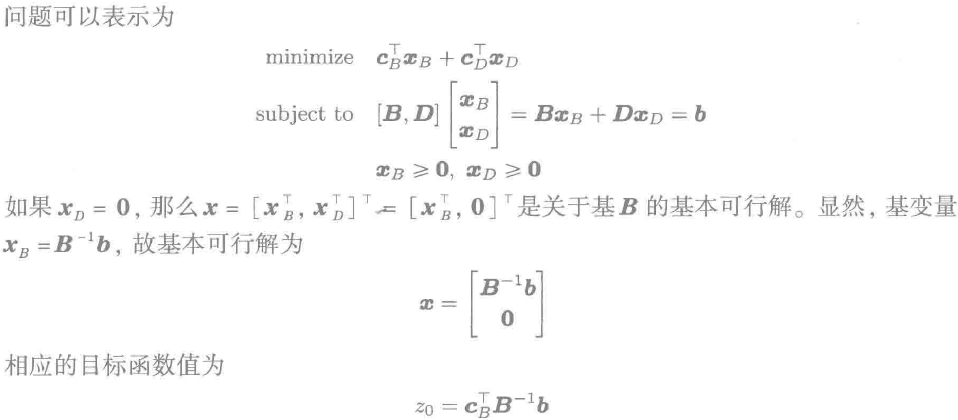 问题可以表示为
minimize $\boldsymbol{c}_B^\top \boldsymbol{x}_B + \boldsymbol{c}_D^\top \boldsymbol{x}_D$
subject to $[\boldsymbol{B}, \boldsymbol{D}] \begin{bmatrix} \boldsymbol{x}_B \\ \boldsymbol{x}_D \end{bmatrix} = \boldsymbol{B}\boldsymbol{x}_B + \boldsymbol{D}\boldsymbol{x}_D = \boldsymbol{b}$
$\boldsymbol{x}_B \geqslant \boldsymbol{0},\ \boldsymbol{x}_D \geqslant \boldsymbol{0}$
如果 $\boldsymbol{x}_D = \boldsymbol{0}$, 那么 $\boldsymbol{x} = [\boldsymbol{x}_B^\top, \boldsymbol{x}_D^\top]^\top = [\boldsymbol{x}_B^\top, \boldsymbol{0}]^\top$ 是关于基 $\boldsymbol{B}$ 的基本可行解。显然, 基变量
$\boldsymbol{x}_B = \boldsymbol{B}^{-1}\boldsymbol{b}$, 故基本可行解为
$\boldsymbol{x} = \begin{bmatrix} \boldsymbol{B}^{-1}\boldsymbol{b} \\ \boldsymbol{0} \end{bmatrix}$
相应的目标函数值为
$z_0 = \boldsymbol{c}_B^\top \boldsymbol{B}^{-1}\boldsymbol{b}$